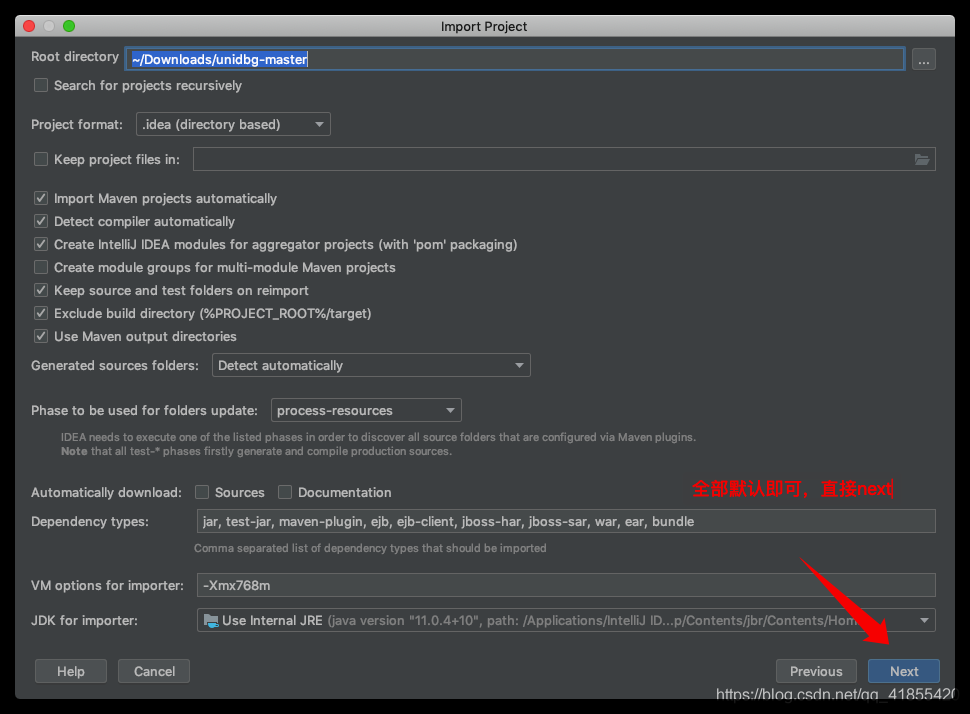 Import Project
Root directory ~/Downloads/unidbg-master ...
Search for projects recursively
Project format: .idea (directory based)
Keep project files in:
Import Maven projects automatically
Detect compiler automatically
Create IntelliJ IDEA modules for aggregator projects (with 'pom' packaging)
Create module groups for multi-module Maven projects
Keep source and test folders on reimport
Exclude build directory (%PROJECT_ROOT%/target)
Use Maven output directories
Generated sources folders: Detect automatically
Phase to be used for folders update: process-resources
IDEA needs to execute one of the listed phases in order to discover all source folders that are configured via Maven plugins.
Note that all test-* phases firstly generate and compile production sources.
Automatically download: Sources Documentation
全部默认即可，直接next
Dependency types: jar, test-jar, maven-plugin, ejb, ejb-client, jboss-har, jboss-sar, war, ear, bundle
Comma separated list of dependency types that should be imported
VM options for importer: -Xmx768m
JDK for importer: Use Internal JRE (java version "11.0.4+10", path: /Applications/IntelliJ ID...p/Contents/jbr/Contents/Hom
Help Cancel Previous Next
https://blog.csdn.net/qq_41855420